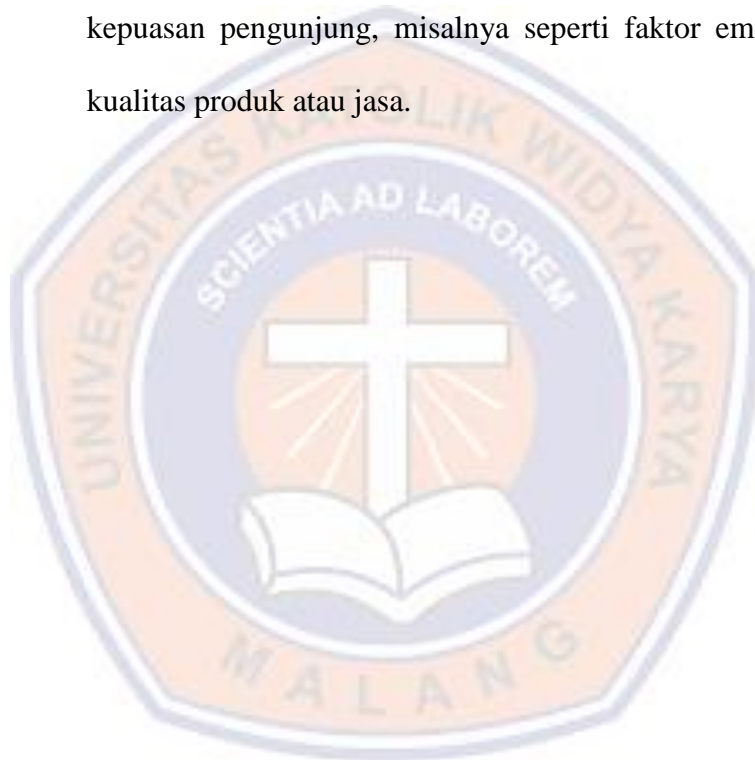 kepuasan pengunjung, misalnya seperti faktor em
kualitas produk atau jasa.
UNIVERSITAS KATOLIK WIDYA KARYA
SCIENTIA AD LABOREM
MALANG